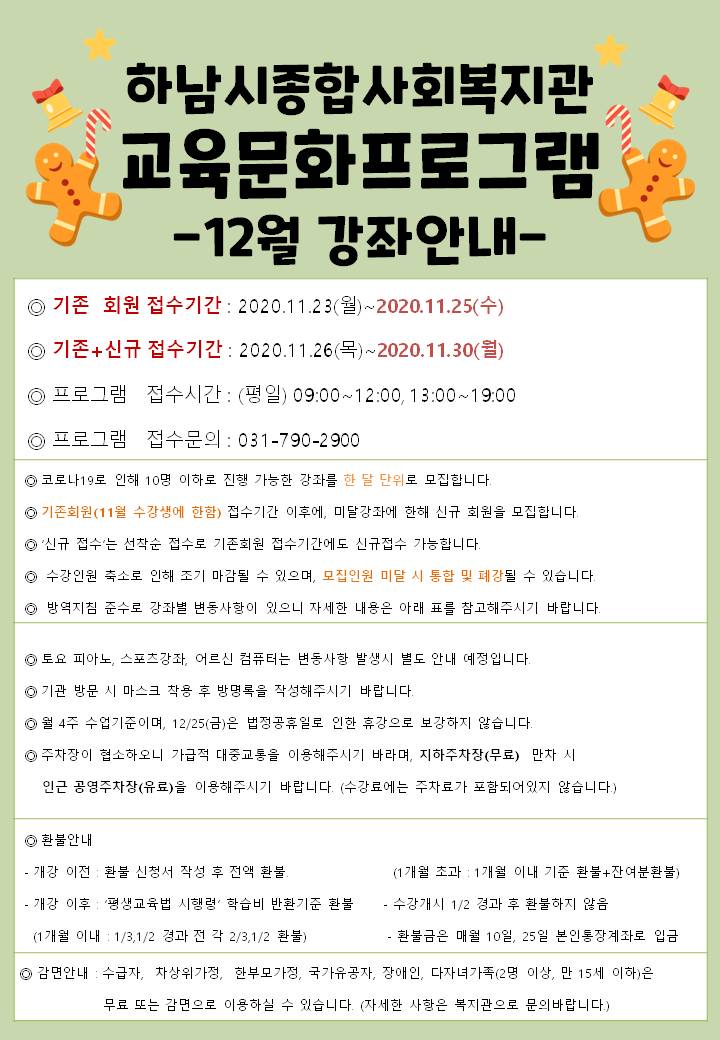 하남시종합사회복지관
교육문화프로그램
-12월 강좌안내-
◎ 기존 회원 접수기간 : 2020.11.23(월)~2020.11.25(수)
◎ 기존+신규 접수기간 : 2020.11.26(목)~2020.11.30(월)
◎ 프로그램 접수시간 : (평일) 09:00~12:00, 13:00~19:00
◎ 프로그램 접수문의 : 031-790-2900
◎ 코로나19로 인해 10명 이하로 진행 가능한 강좌를 한 달 단위로 모집합니다.
◎ 기존회원(11월 수강생에 한함) 접수기간 이후에, 미달강좌에 한해 신규 회원을 모집합니다.
◎ '신규 접수'는 선착순 접수로 기존회원 접수기간에도 신규접수 가능합니다.
◎ 수강인원 축소로 인해 조기 마감될 수 있으며, 모집인원 미달 시 통합 및 폐강될 수 있습니다.
◎ 방역지침 준수로 강좌별 변동사항이 있으니 자세한 내용은 아래 표를 참고해주시기 바랍니다.
◎ 토요 피아노, 스포츠강좌, 어르신 컴퓨터는 변동사항 발생시 별도 안내 예정입니다.
◎ 기관 방문 시 마스크 착용 후 방명록을 작성해주시기 바랍니다.
◎ 월 4주 수업기준이며, 12/25(금)은 법정공휴일로 인한 휴강으로 보강하지 않습니다.
◎ 주차장이 협소하오니 가급적 대중교통을 이용해주시기 바라며, 지하주차장(무료) 만차 시
인근 공영주차장(유료)을 이용해주시기 바랍니다. (수강료에는 주차료가 포함되어있지 않습니다.)
◎ 환불안내
- 개강 이전 : 환불 신청서 작성 후 전액 환불. (1개월 초과 : 1개월 이내 기준 환불+잔여분환불)
- 개강 이후 : '평생교육법 시행령' 학습비 반환기준 환불 - 수강개시 1/2 경과 후 환불하지 않음
(1개월 이내 : 1/3,1/2 경과 전 각 2/3,1/2 환불) - 환불금은 매월 10일, 25일 본인통장계좌로 입금
◎ 감면안내 : 수급자, 차상위가정, 한부모가정, 국가유공자, 장애인, 다자녀가족(2명 이상, 만 15세 이하)은
무료 또는 감면으로 이용하실 수 있습니다. (자세한 사항은 복지관으로 문의바랍니다.)